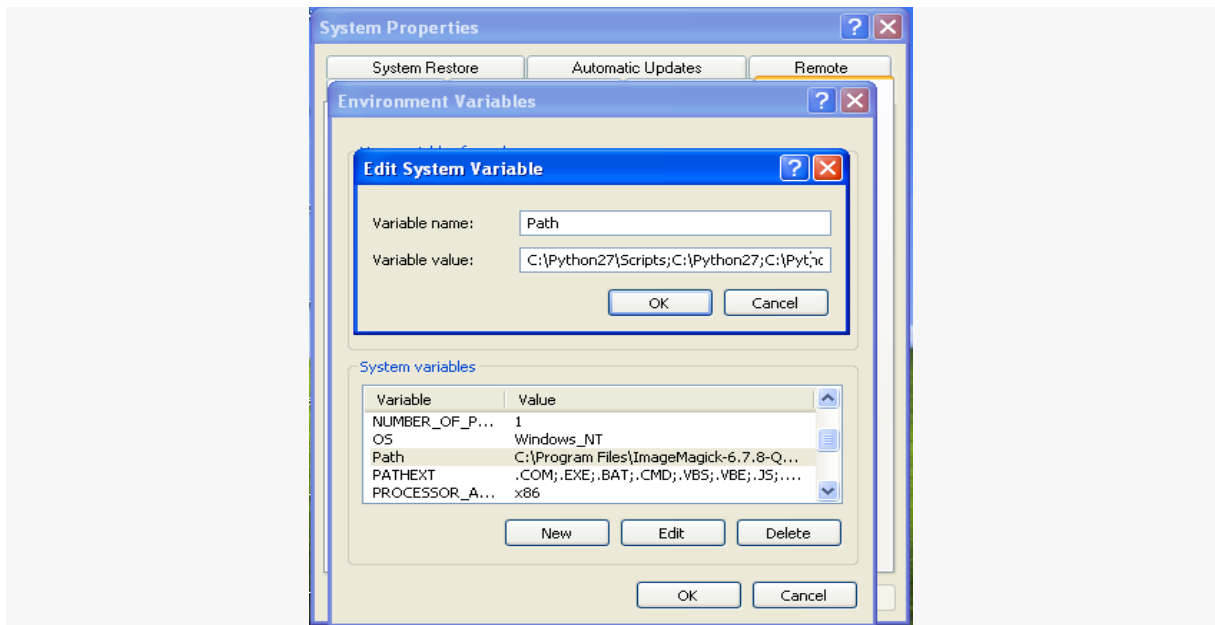 System Properties
System Restore Automatic Updates Remote
Environment Variables
Edit System Variable
Variable name: Path
Variable value: C:\Python27\Scripts;C:\Python27;C:\Pytho
OK Cancel
System variables
Variable Value
NUMBER_OF_P... 1
OS Windows_NT
Path C:\Program Files\ImageMagick-6.7.8-Q...
PATHEXT .COM;.EXE;.BAT;.CMD;.VBS;.VBE;.JS;....
PROCESSOR_A... x86
New Edit Delete
OK Cancel